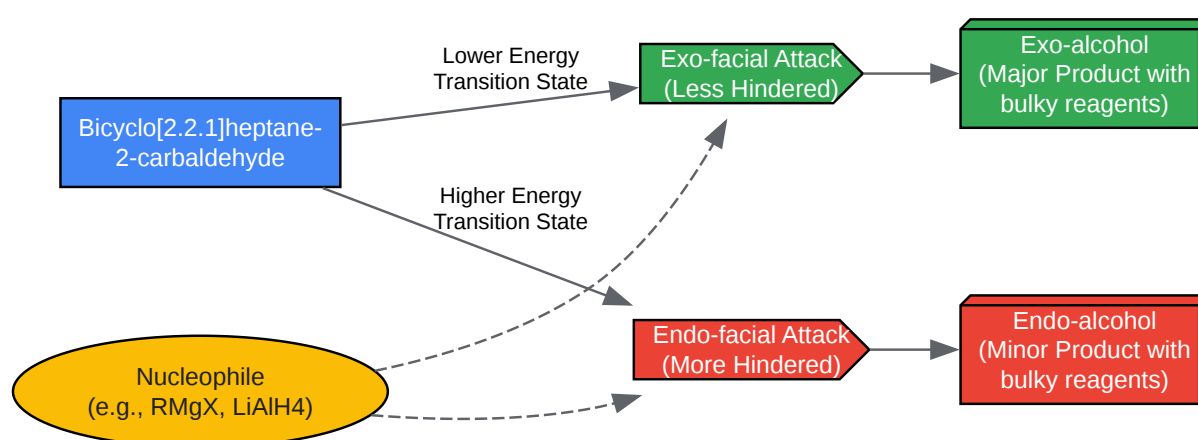 Lower Energy
Transition State
Exo-facial Attack
(Less Hindered)
Exo-alcohol
(Major Product with
bulky reagents)
Bicyclo[2.2.1]heptane-
2-carbaldehyde
Higher Energy
Transition State
Endo-facial Attack
(More Hindered)
Endo-alcohol
(Minor Product with
bulky reagents)
Nucleophile
(e.g., RMgX, LiAlH4)